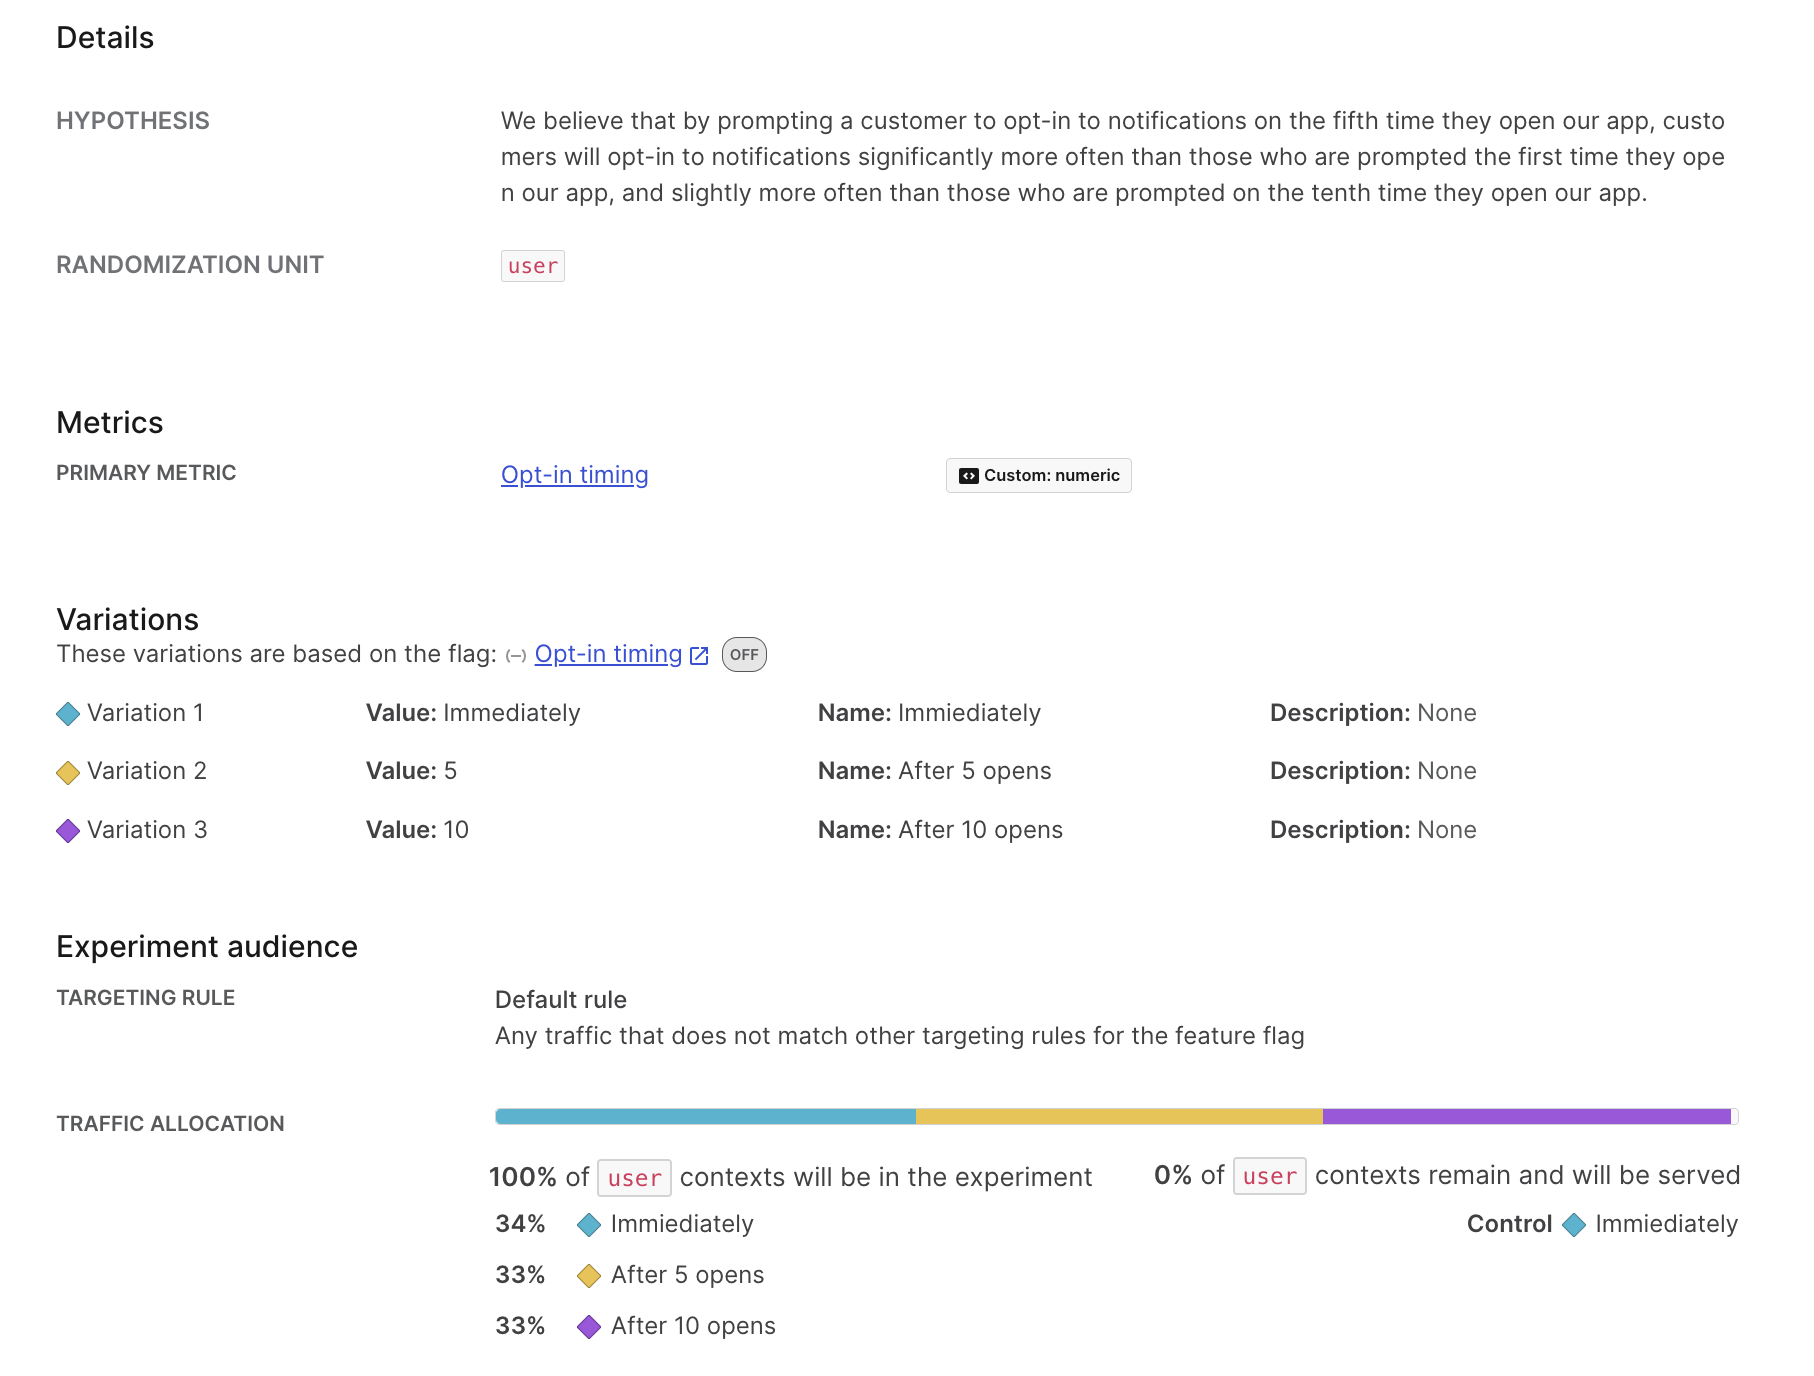 Details
HYPOTHESIS
We believe that by prompting a customer to opt-in to notifications on the fifth time they open our app, custo
mers will opt-in to notifications significantly more often than those who are prompted the first time they ope
n our app, and slightly more often than those who are prompted on the tenth time they open our app.
RANDOMIZATION UNIT user
Metrics
PRIMARY METRIC Opt-in timing Custom: numeric
Variations
These variations are based on the flag: (–) Opt-in timing OFF
Variation 1 Value: Immediately Name: Immiediately Description: None
Variation 2 Value: 5 Name: After 5 opens Description: None
Variation 3 Value: 10 Name: After 10 opens Description: None
Experiment audience
TARGETING RULE Default rule
Any traffic that does not match other targeting rules for the feature flag
TRAFFIC ALLOCATION
100% of user contexts will be in the experiment 0% of user contexts remain and will be served
34% Immiediately Control Immiediately
33% After 5 opens
33% After 10 opens